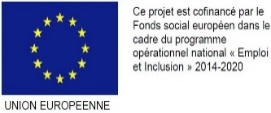 Ce projet est cofinancé par le
Fonds social européen dans le
cadre du programme
opérationnel national « Emploi
et Inclusion » 2014-2020
UNION EUROPEENNE